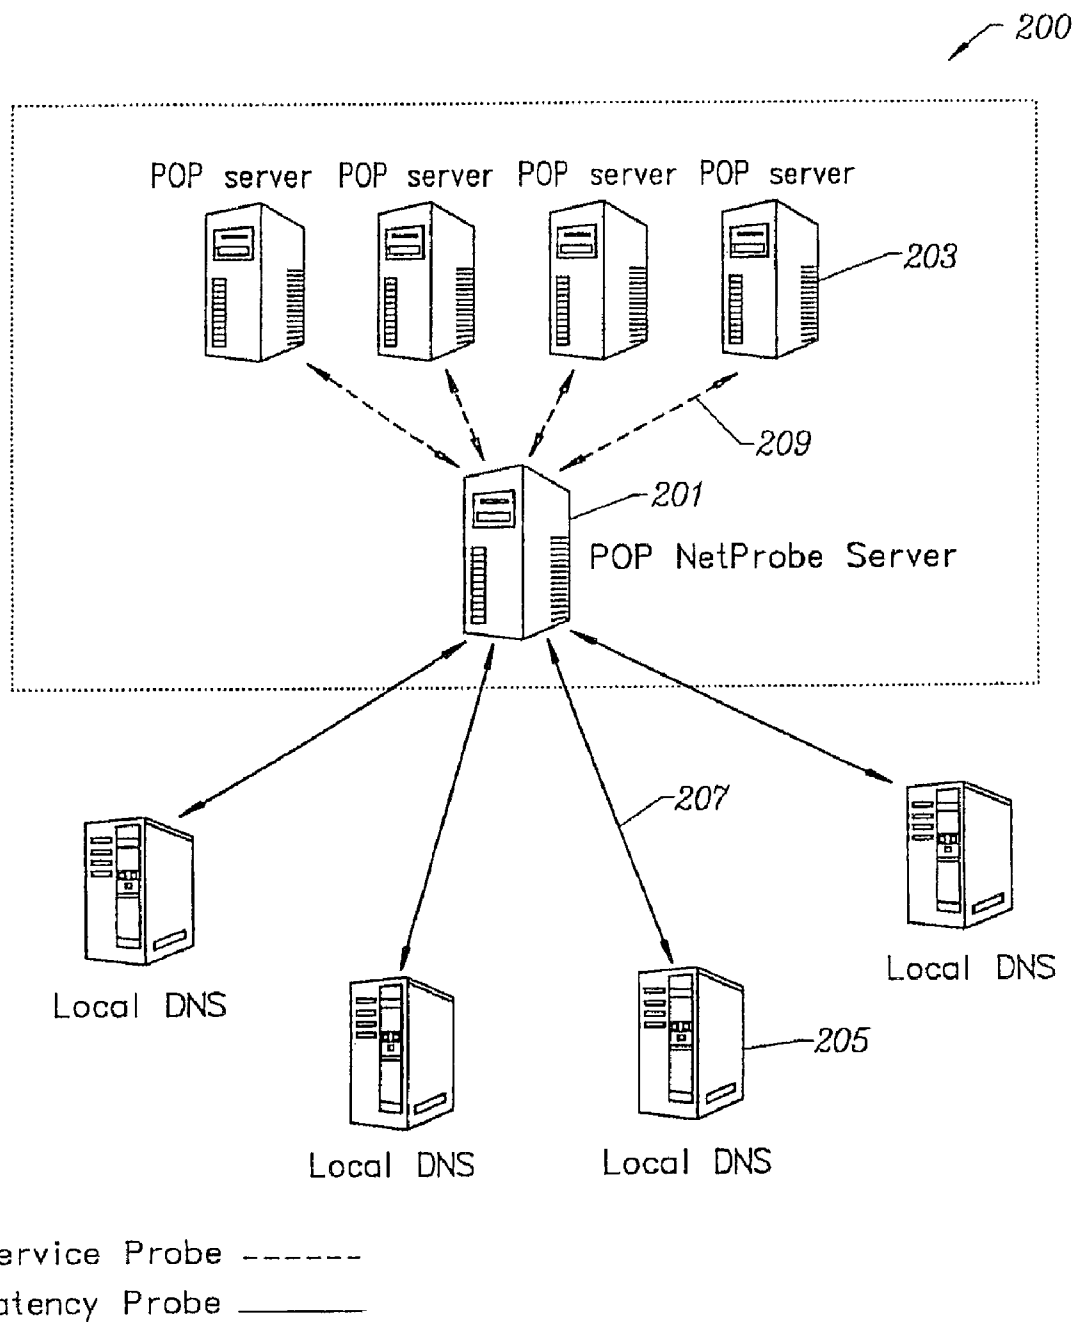 200
POP server POP server POP server POP server
203
209
201
POP NetProbe Server
207
Local DNS
205
Local DNS
Local DNS
Local DNS
ervice Probe
atency Probe